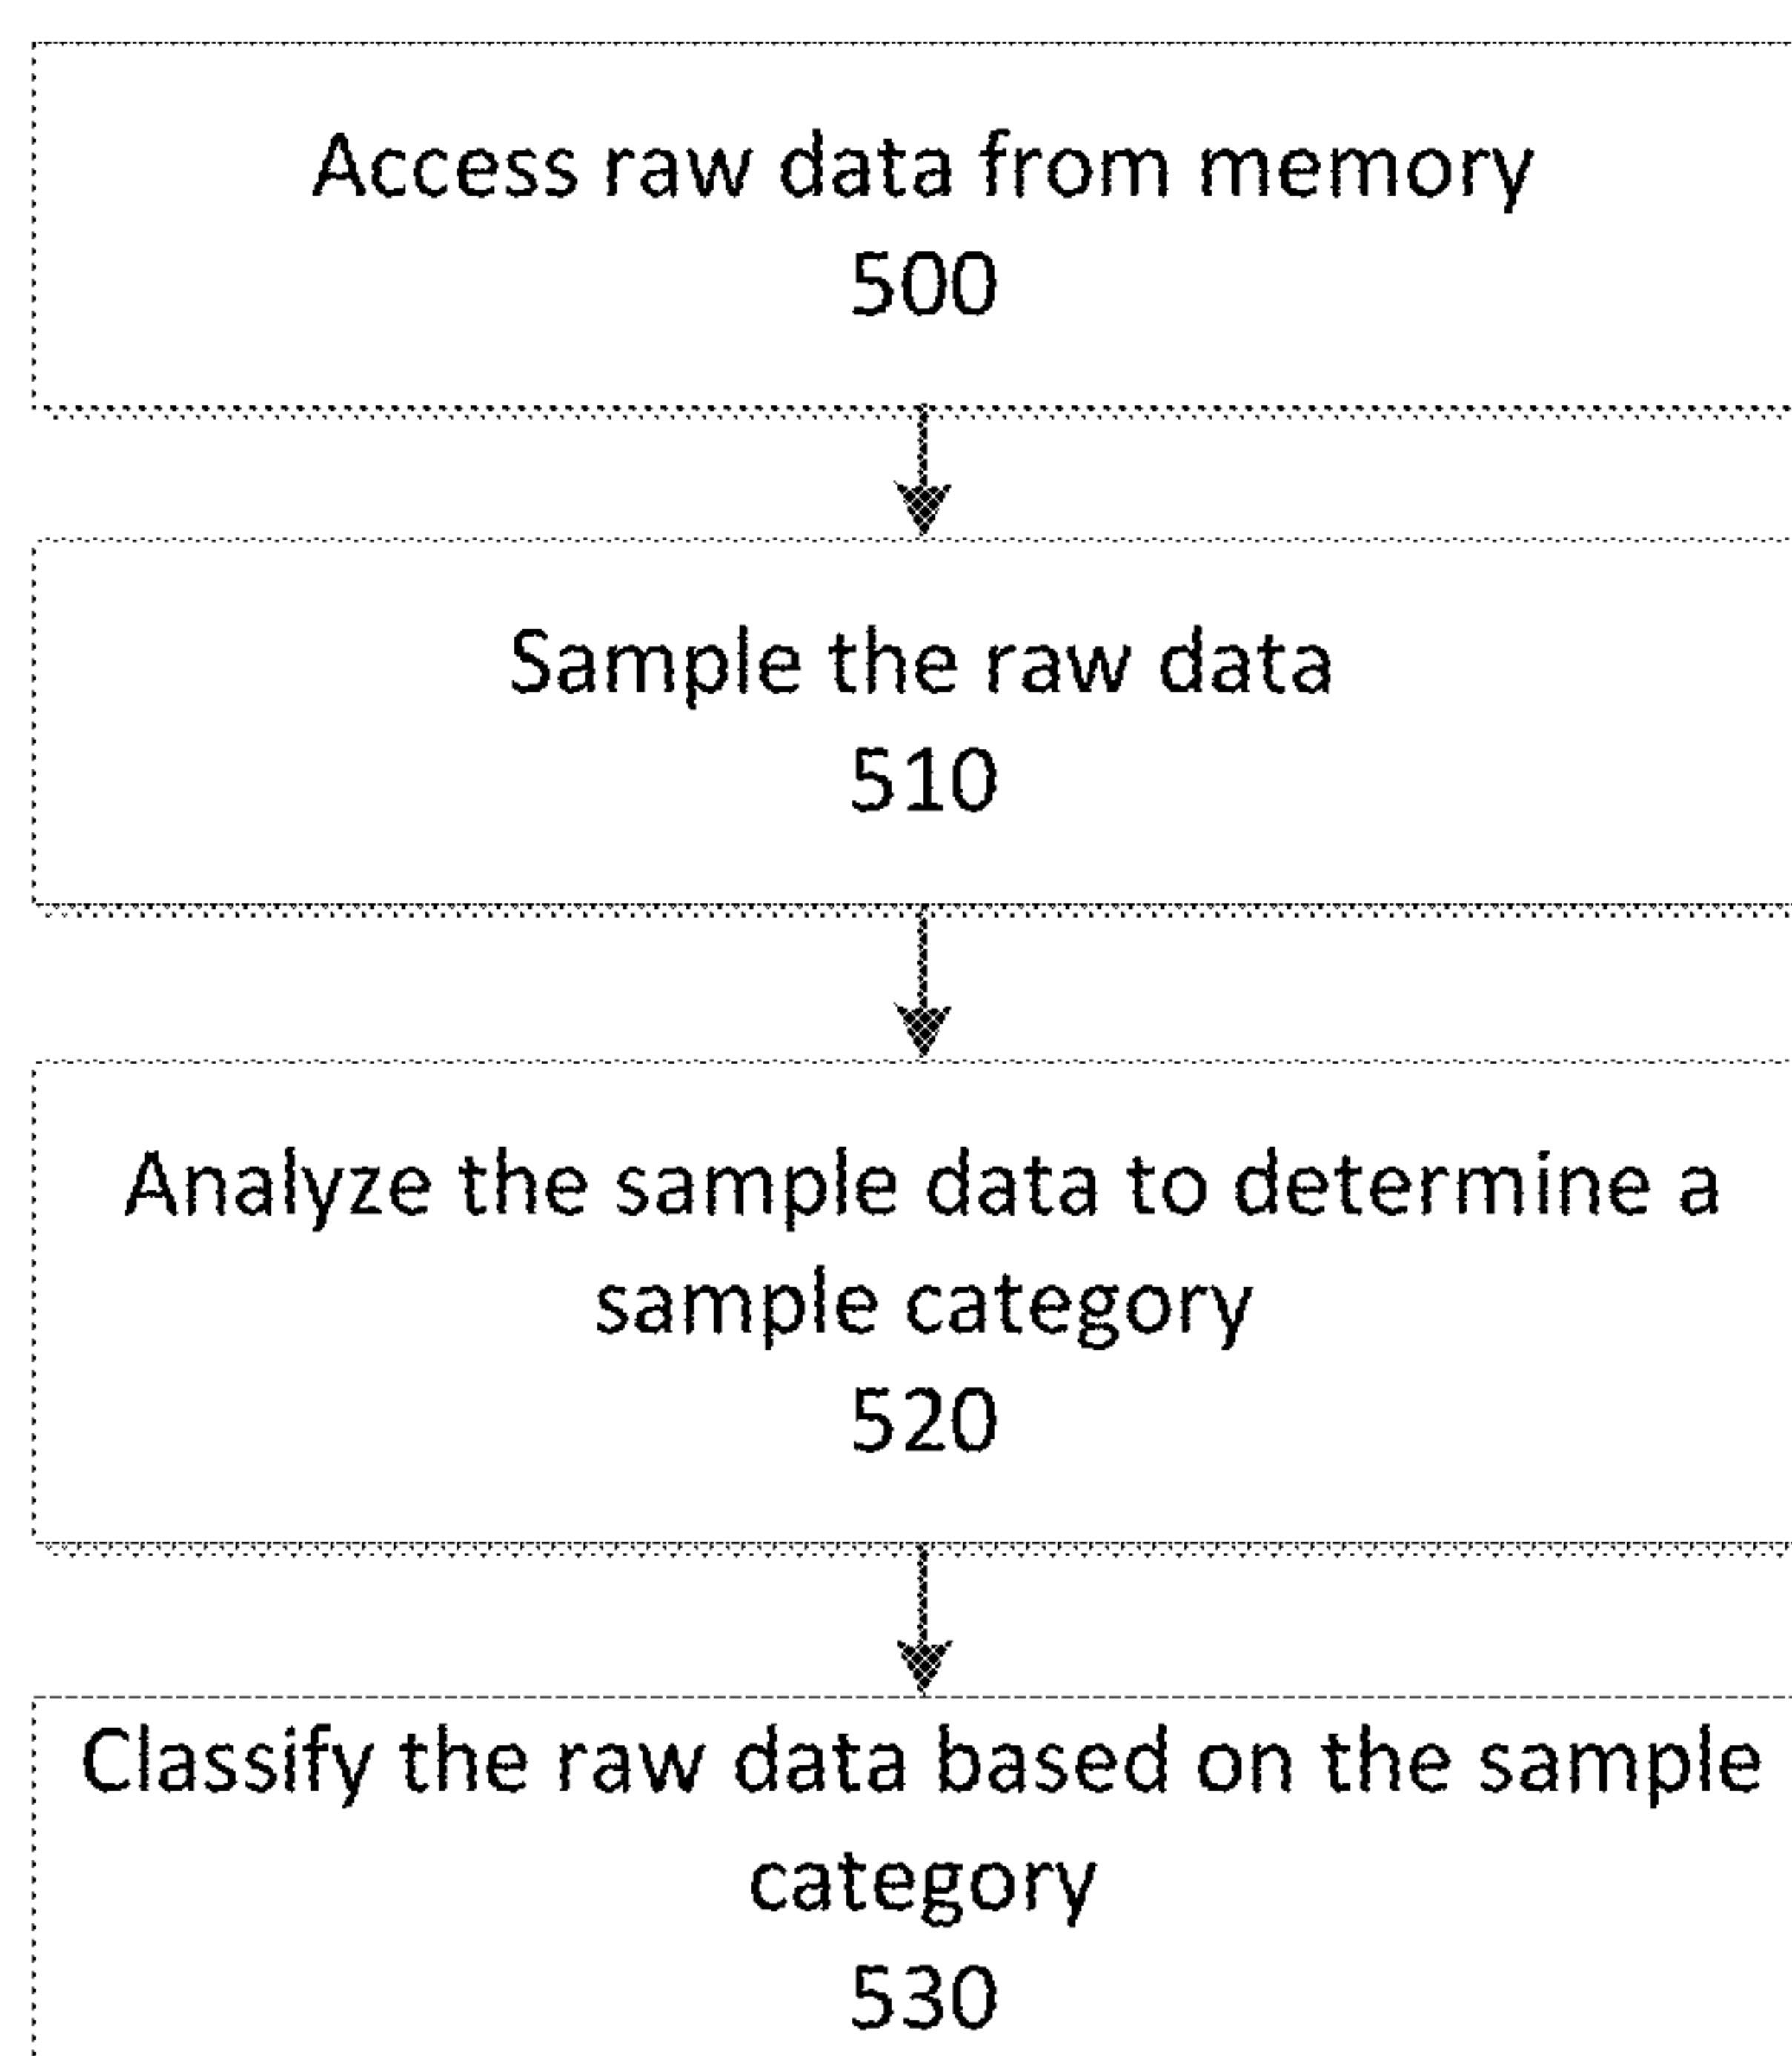 Access raw data from memory
500
Sample the raw data
510
Analyze the sample data to determine a
sample category
520
Classify the raw data based on the sample
category
530